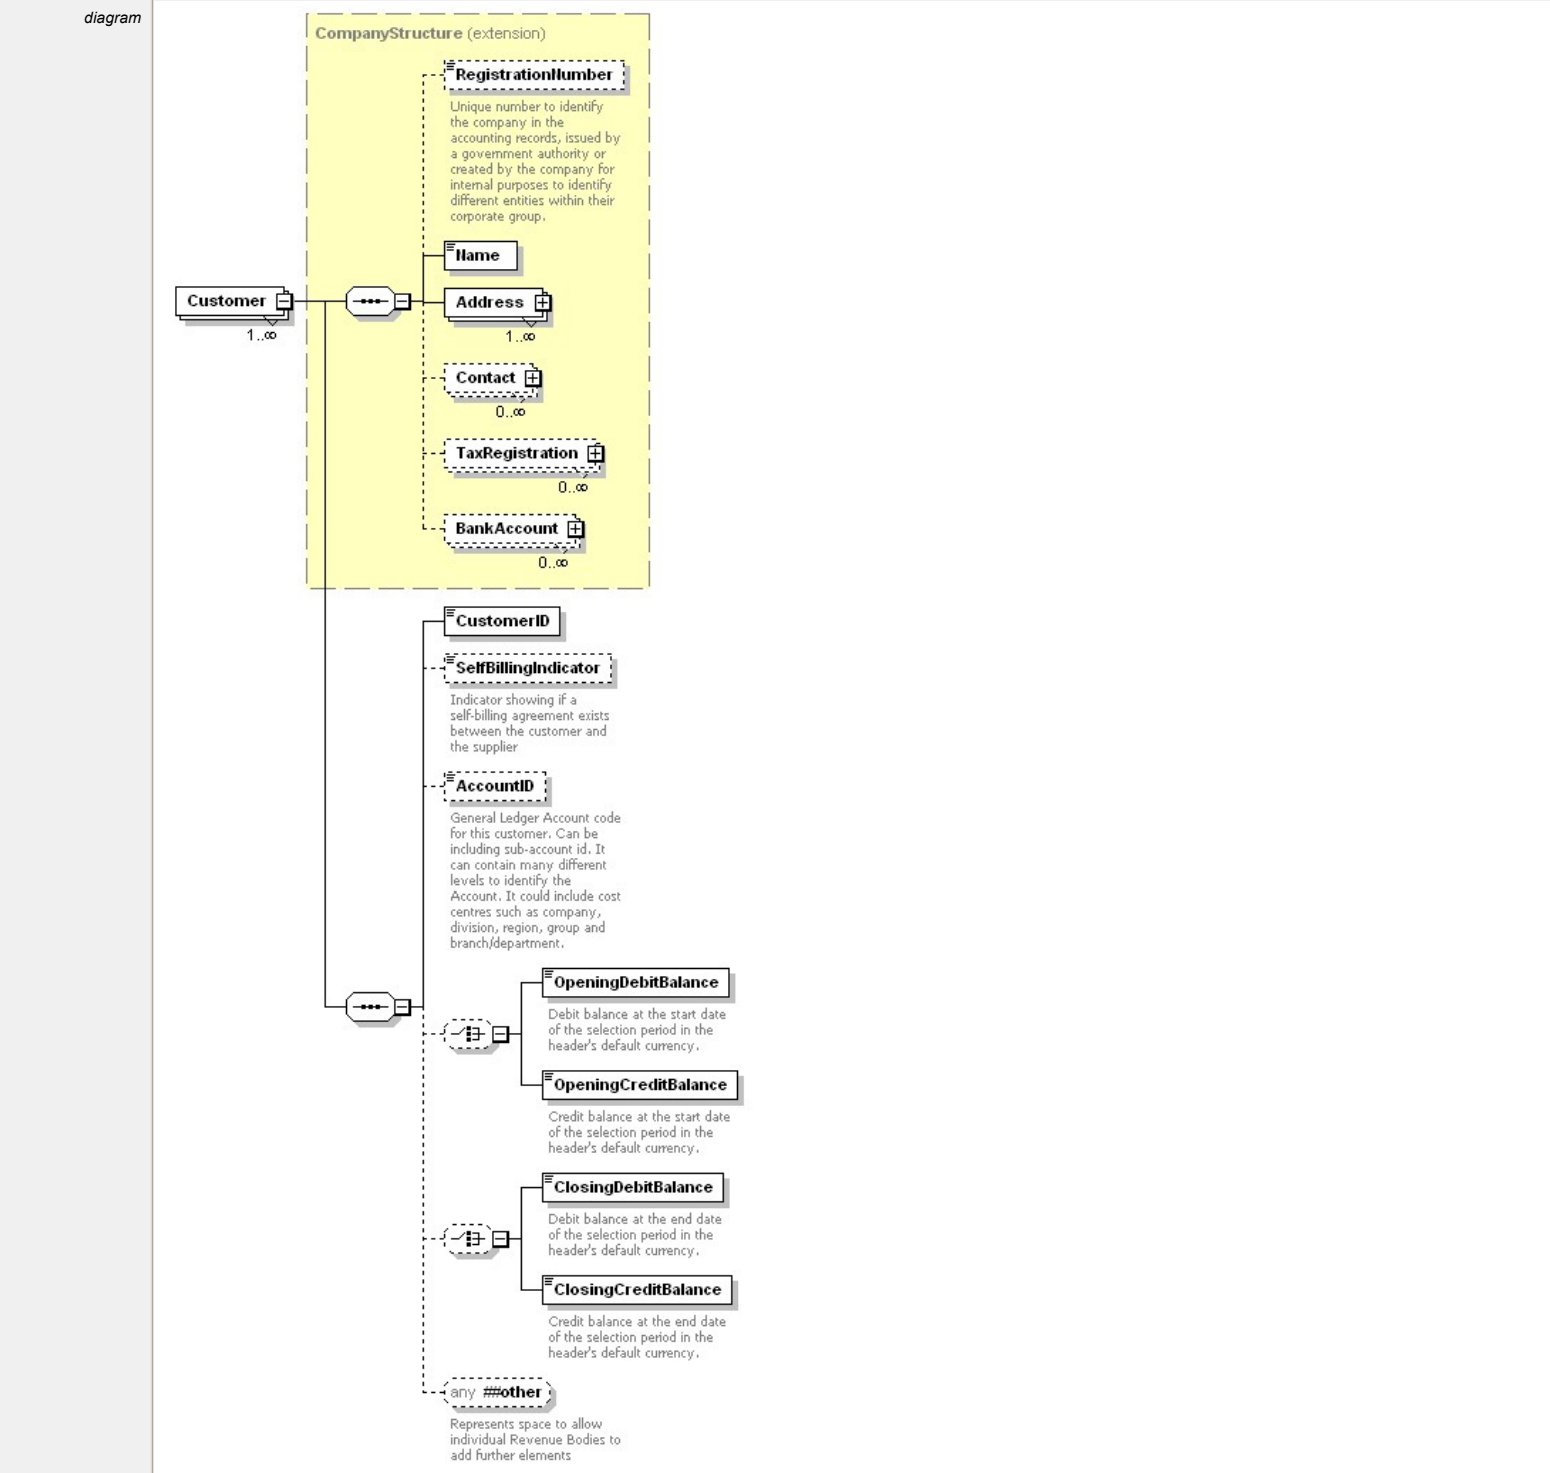 diagram
CompanyStructure (extension)
RegistrationNumber
Unique number to identify
the company in the
accounting records, issued by
a government authority or
created by the company for
internal purposes to identify
different entities within their
corporate group.
Name
Customer
1..∞
Address
1..∞
Contact
0..∞
TaxRegistration
0..∞
BankAccount
0..∞
CustomerID
SelfBillingIndicator
Indicator showing if a
self-billing agreement exists
between the customer and
the supplier
AccountID
General Ledger Account code
for this customer. Can be
including sub-account id. It
can contain many different
levels to identify the
Account. It could include cost
centres such as company,
division, region, group and
branch/department.
OpeningDebitBalance
Debit balance at the start date
of the selection period in the
header's default currency.
OpeningCreditBalance
Credit balance at the start date
of the selection period in the
header's default currency.
ClosingDebitBalance
Debit balance at the end date
of the selection period in the
header's default currency.
ClosingCreditBalance
Credit balance at the end date
of the selection period in the
header's default currency.
any ##other
Represents space to allow
individual Revenue Bodies to
add further elements